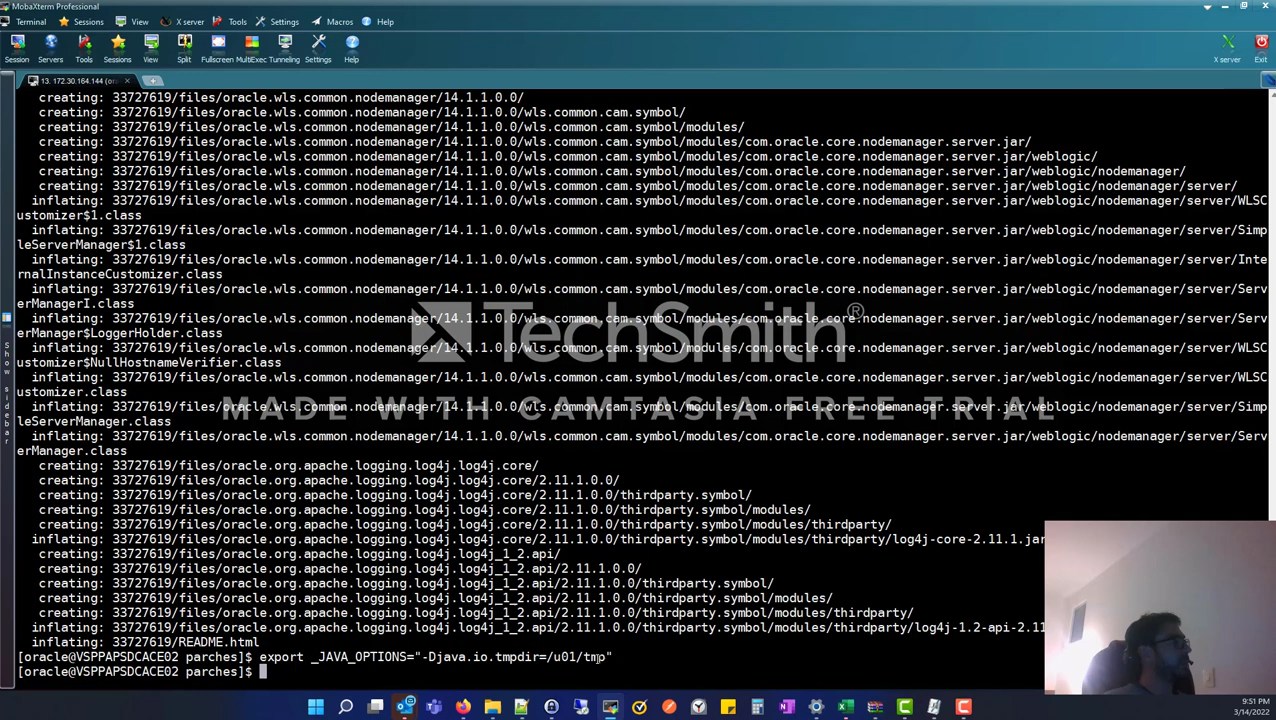 MobaXterm
Terminal Sessions View X server Tools Settings Macros Help
Session Servers Tools Sessions View Split Fullscreen MultiExec Tunneling Settings Help X server Exit
13. 172.30.164.144 (or
creating: 33727619/files/oracle.wls.common.nodemanager/14.1.1.0.0/
creating: 33727619/files/oracle.wls.common.nodemanager/14.1.1.0.0/wls.common.cam.symbol/
creating: 33727619/files/oracle.wls.common.nodemanager/14.1.1.0.0/wls.common.cam.symbol/modules/
creating: 33727619/files/oracle.wls.common.nodemanager/14.1.1.0.0/wls.common.cam.symbol/modules/com.oracle.core.nodemanager.server.jar/
creating: 33727619/files/oracle.wls.common.nodemanager/14.1.1.0.0/wls.common.cam.symbol/modules/com.oracle.core.nodemanager.server.jar/weblogic/
creating: 33727619/files/oracle.wls.common.nodemanager/14.1.1.0.0/wls.common.cam.symbol/modules/com.oracle.core.nodemanager.server.jar/weblogic/nodemanager/
creating: 33727619/files/oracle.wls.common.nodemanager/14.1.1.0.0/wls.common.cam.symbol/modules/com.oracle.core.nodemanager.server.jar/weblogic/nodemanager/server/
inflating: 33727619/files/oracle.wls.common.nodemanager/14.1.1.0.0/wls.common.cam.symbol/modules/com.oracle.core.nodemanager.server.jar/weblogic/nodemanager/server/WLSC
ustomizer$1.class
inflating: 33727619/files/oracle.wls.common.nodemanager/14.1.1.0.0/wls.common.cam.symbol/modules/com.oracle.core.nodemanager.server.jar/weblogic/nodemanager/server/Simp
leServerManager$1.class
inflating: 33727619/files/oracle.wls.common.nodemanager/14.1.1.0.0/wls.common.cam.symbol/modules/com.oracle.core.nodemanager.server.jar/weblogic/nodemanager/server/Inte
rnalInstanceCustomizer.class
inflating: 33727619/files/oracle.wls.common.nodemanager/14.1.1.0.0/wls.common.cam.symbol/modules/com.oracle.core.nodemanager.server.jar/weblogic/nodemanager/server/Serv
erManagerI.class
inflating: 33727619/files/oracle.wls.common.nodemanager/14.1.1.0.0/wls.common.cam.symbol/modules/com.oracle.core.nodemanager.server.jar/weblogic/nodemanager/server/Serv
erManager$LoggerHolder.class
inflating: 33727619/files/oracle.wls.common.nodemanager/14.1.1.0.0/wls.common.cam.symbol/modules/com.oracle.core.nodemanager.server.jar/weblogic/nodemanager/server/WLSC
ustomizer$NullHostnameVerifier.class
inflating: 33727619/files/oracle.wls.common.nodemanager/14.1.1.0.0/wls.common.cam.symbol/modules/com.oracle.core.nodemanager.server.jar/weblogic/nodemanager/server/WLSC
ustomizer.class
inflating: 33727619/files/oracle.wls.common.nodemanager/14.1.1.0.0/wls.common.cam.symbol/modules/com.oracle.core.nodemanager.server.jar/weblogic/nodemanager/server/Simp
leServerManager.class
inflating: 33727619/files/oracle.wls.common.nodemanager/14.1.1.0.0/wls.common.cam.symbol/modules/com.oracle.core.nodemanager.server.jar/weblogic/nodemanager/server/Serv
erManager.class
creating: 33727619/files/oracle.org.apache.logging.log4j.log4j.core/
creating: 33727619/files/oracle.org.apache.logging.log4j.log4j.core/2.11.1.0.0/
creating: 33727619/files/oracle.org.apache.logging.log4j.log4j.core/2.11.1.0.0/thirdparty.symbol/
creating: 33727619/files/oracle.org.apache.logging.log4j.log4j.core/2.11.1.0.0/thirdparty.symbol/modules/
creating: 33727619/files/oracle.org.apache.logging.log4j.log4j.core/2.11.1.0.0/thirdparty.symbol/modules/thirdparty/
inflating: 33727619/files/oracle.org.apache.logging.log4j.log4j.core/2.11.1.0.0/thirdparty.symbol/modules/thirdparty/log4j-core-2.11.1.jar
creating: 33727619/files/oracle.org.apache.logging.log4j.log4j_1_2.api/
creating: 33727619/files/oracle.org.apache.logging.log4j.log4j_1_2.api/2.11.1.0.0/
creating: 33727619/files/oracle.org.apache.logging.log4j.log4j_1_2.api/2.11.1.0.0/thirdparty.symbol/
creating: 33727619/files/oracle.org.apache.logging.log4j.log4j_1_2.api/2.11.1.0.0/thirdparty.symbol/modules/
creating: 33727619/files/oracle.org.apache.logging.log4j.log4j_1_2.api/2.11.1.0.0/thirdparty.symbol/modules/thirdparty/
inflating: 33727619/files/oracle.org.apache.logging.log4j.log4j_1_2.api/2.11.1.0.0/thirdparty.symbol/modules/thirdparty/log4j-1.2-api-2.11
inflating: 33727619/README.html
[oracle@VSPPAPSDCACE02 parches]$ export _JAVA_OPTIONS="-Djava.io.tmpdir=/u01/tmp"
[oracle@VSPPAPSDCACE02 parches]$
TechSmith®
MADE WITH CAMTASIA FREE TRIAL
Show sidebar
9:51 PM
3/14/2022